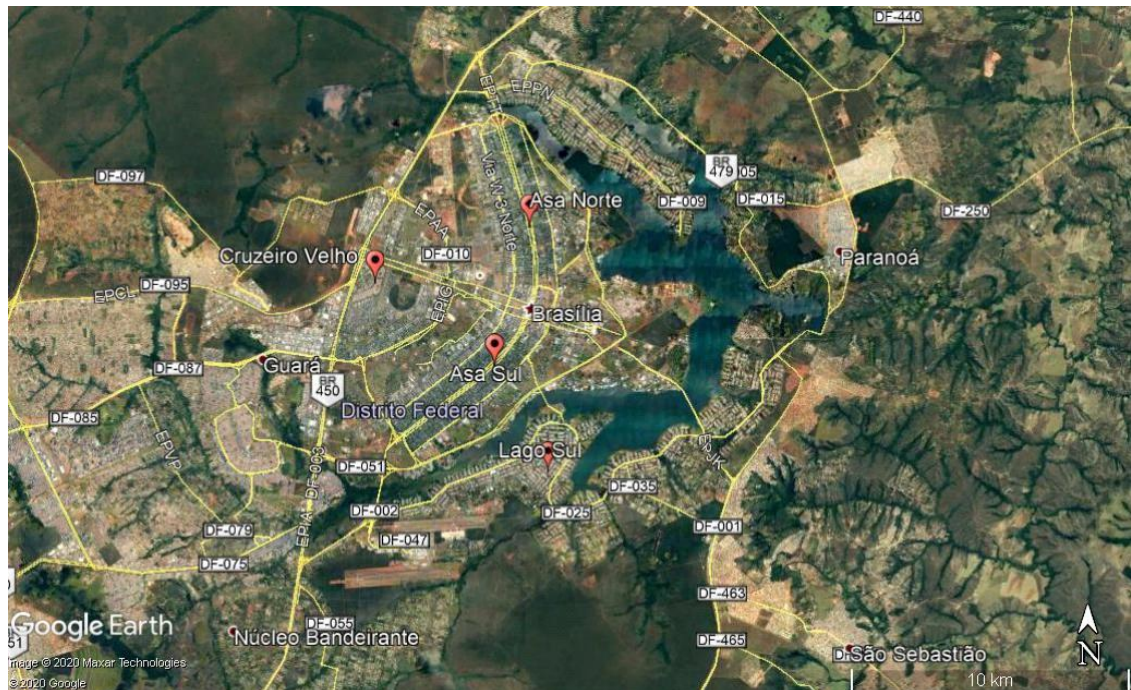 DF-440
EPPN
EPTT
BR
479
05
DF-097
Via W-3 Norte
Asa Norte
DF-009
DF-015
DF-250
EPAA
Cruzeiro Velho
DF-010
Paranoá
EPCL
DF-095
EPIG
Brasília
DF-087
Guará
BR
450
Asa Sul
Distrito Federal
DF-085
EPVP
Lago Sul
EPJK
DF-051
DF-035
EPIA DF-003
DF-002
DF-025
DF-001
DF-079
DF-047
DF-075
DF-463
Google Earth
DF-055
51
Núcleo Bandeirante
DF-465
São Sebastião
Image © 2020 Maxar Technologies
© 2020 Google
10 km
N